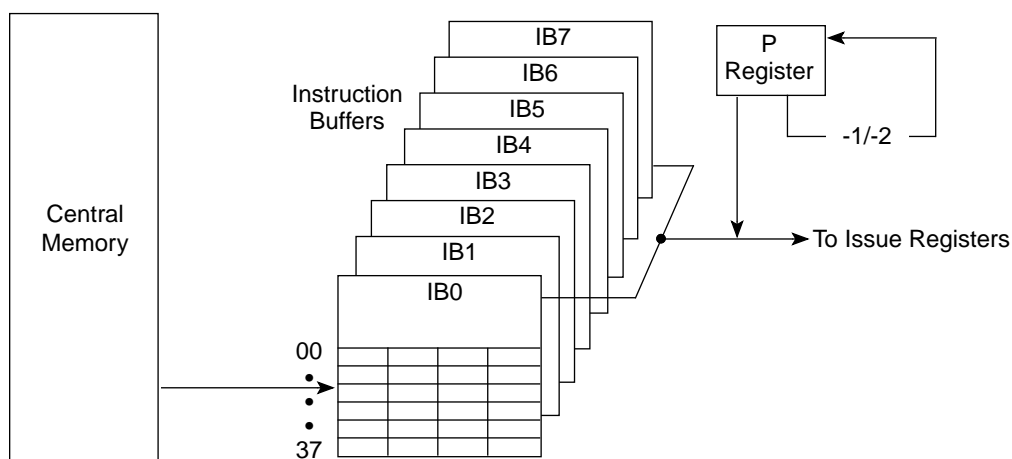 Central
Memory
Instruction
Buffers
IB7
IB6
IB5
IB4
IB3
IB2
IB1
IB0
00
37
P
Register
-1/-2
To Issue Registers